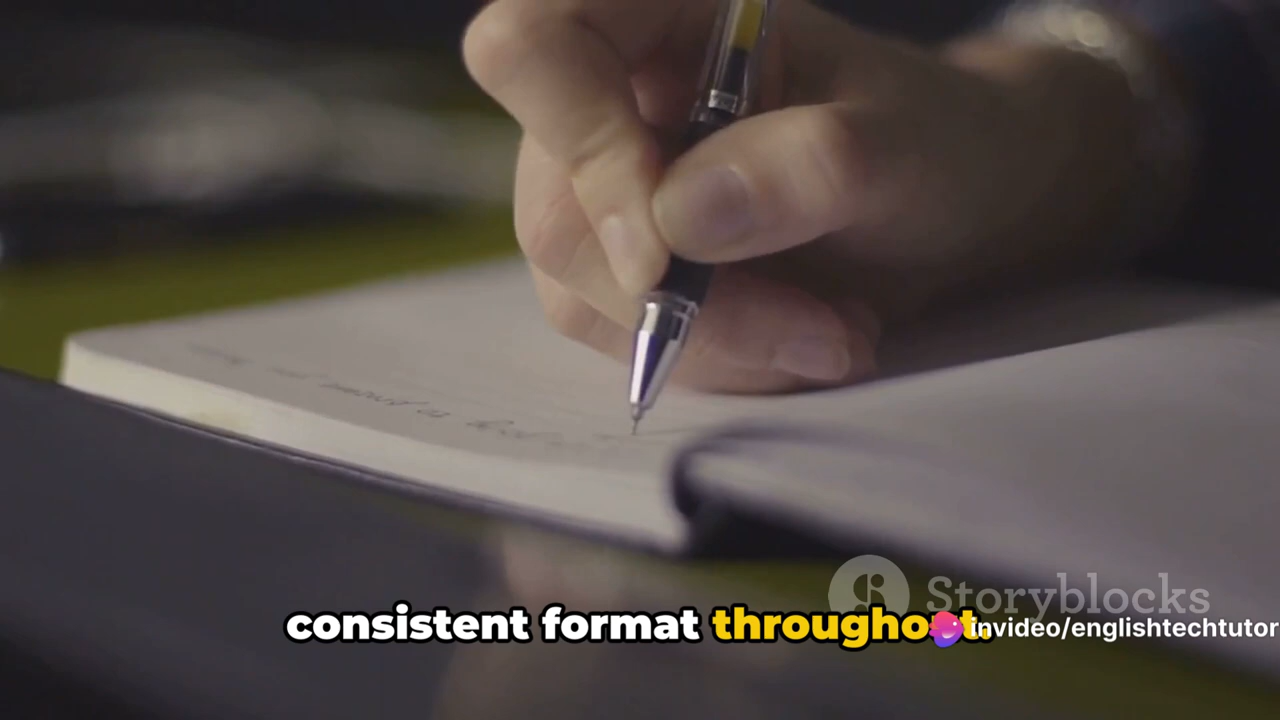 Storyblocks
consistent format throughout.
invideo/englishtechtutor